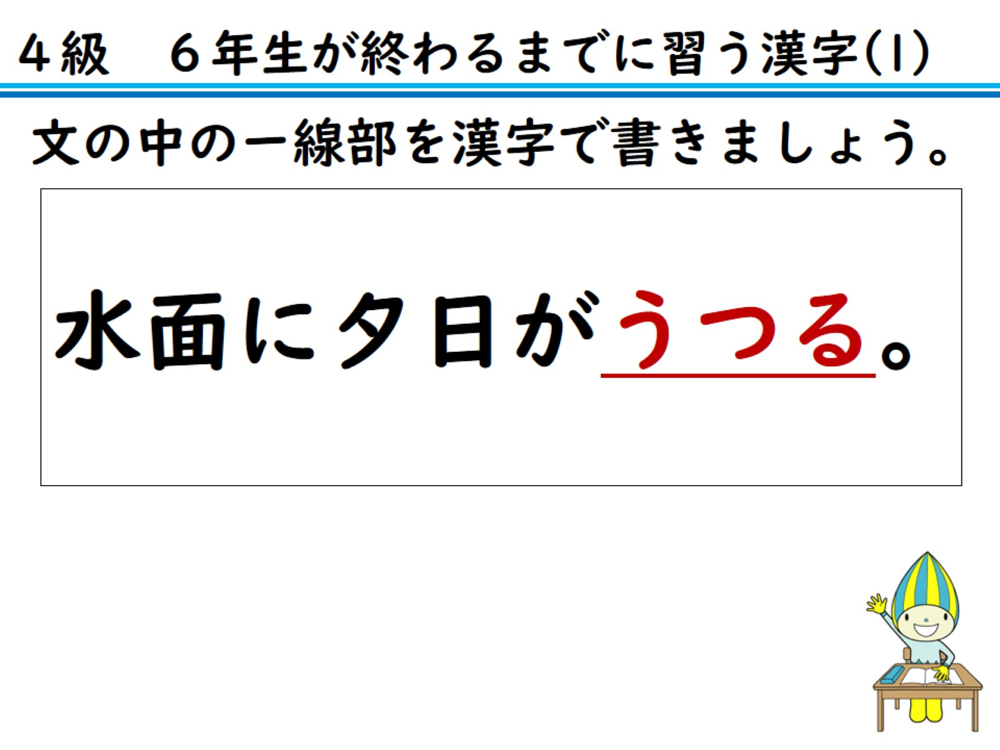 4級　6年生が終わるまでに習う漢字(1)
文の中の一線部を漢字で書きましょう。
水面に夕日がうつる。